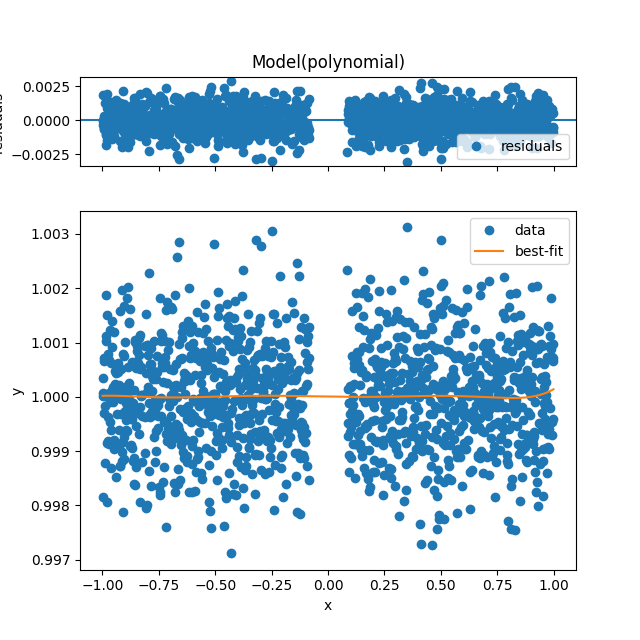 Model(polynomial)
0.0025
0.0000
−0.0025
residuals
residuals
1.003
1.002
1.001
1.000
0.999
0.998
0.997
y
data
best-fit
−1.00 −0.75 −0.50 −0.25 0.00 0.25 0.50 0.75 1.00
x